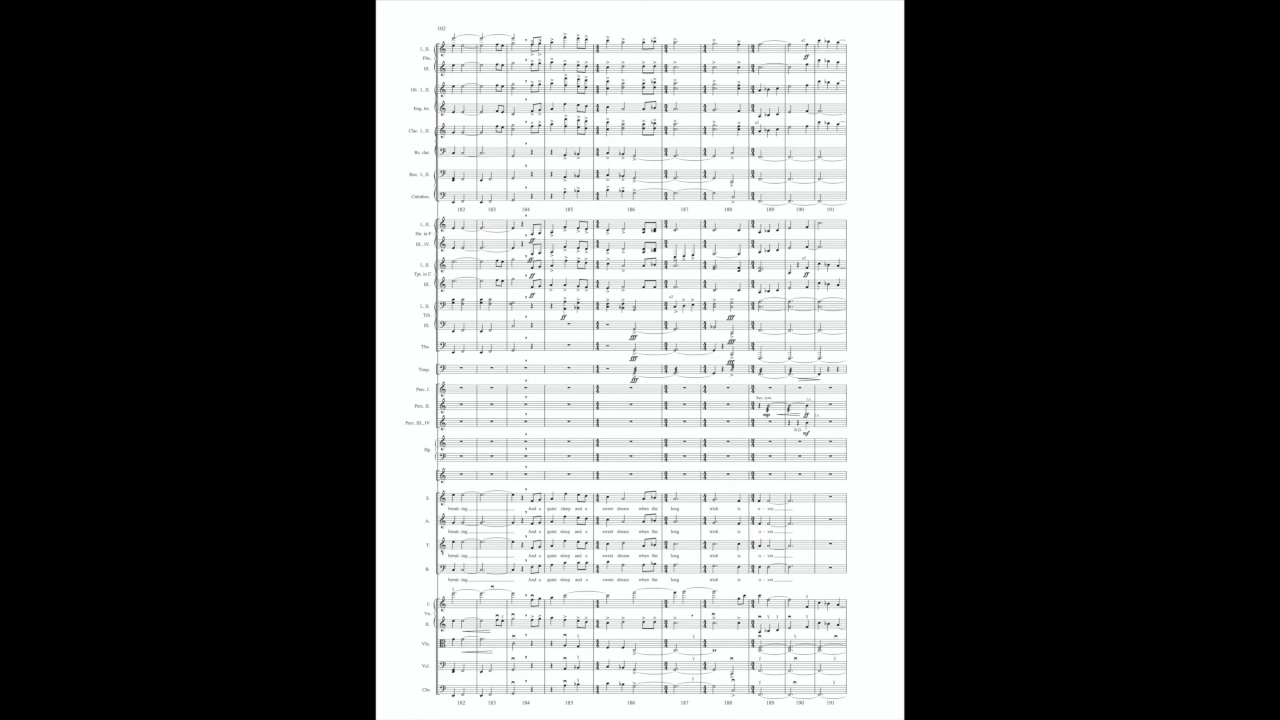 102
I., II.
Fls.
III.
Ob. I., II.
Eng. hn.
Clar. I., II.
Bs. clar.
Bsn. I., II.
Cntrabsn.
182 183 184 185 186 187 188 189 190 191
I., II.
Hn. in F
III., IV.
I., II.
Tpt. in C
III.
I., II.
Trb.
III.
Tba.
Timp.
Perc. I.
Perc. II.
Perc. III., IV
Hp.
S.
break-ing And a quiet sleep and a sweet dream when the long trick is o-ver
A.
break-ing And a quiet sleep and a sweet dream when the long trick is o-ver
T.
break-ing And a quiet sleep and a sweet dream when the long trick is o-ver
B.
break-ing And a quiet sleep and a sweet dream when the long trick is o-ver
I.
Vn.
II.
Vla.
Vcl.
Cbs.
182 183 184 185 186 187 188 189 190 191